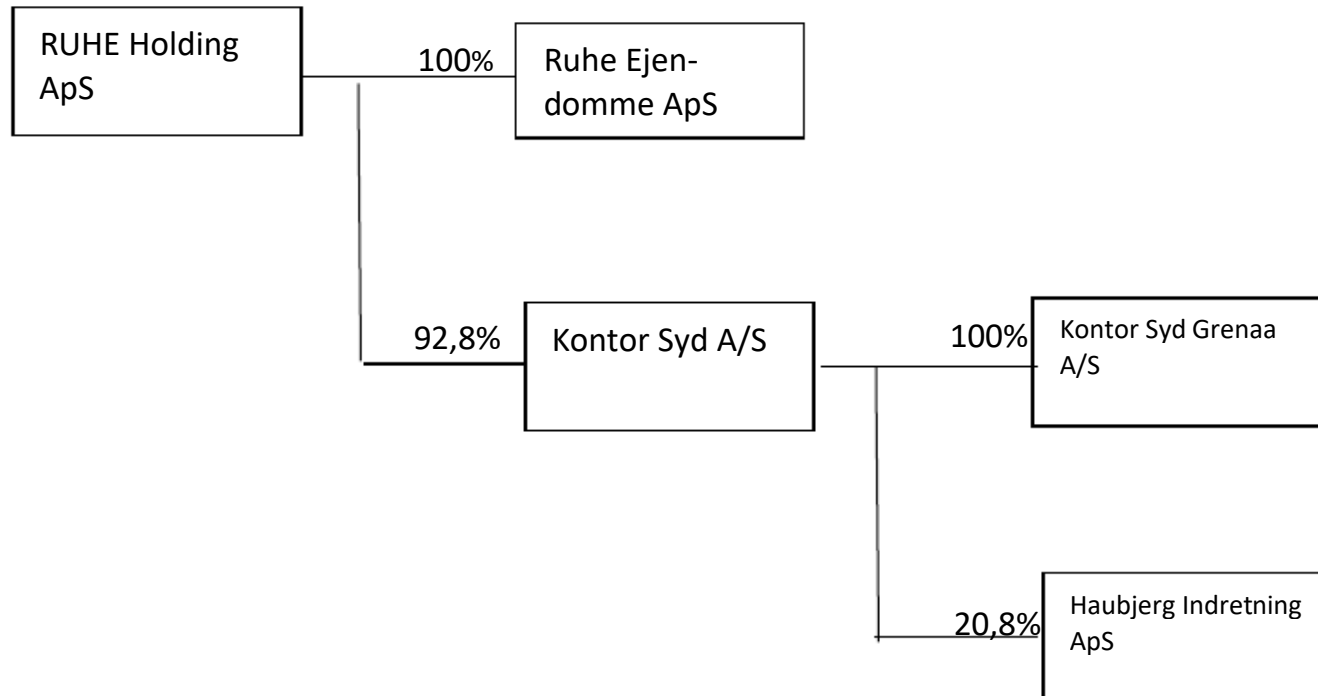 RUHE Holding
ApS
100%
Ruhe Ejen-
domme ApS
92,8%
Kontor Syd A/S
100%
Kontor Syd Grenaa
A/S
20,8%
Haubjerg Indretning
ApS